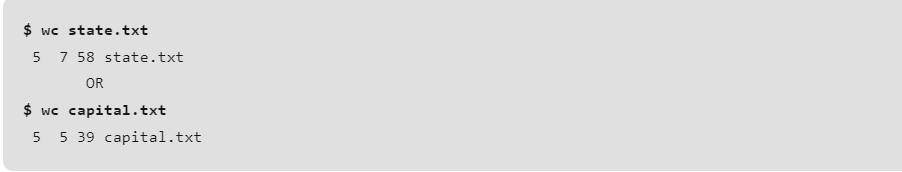 $ wc state.txt
 5  7 58 state.txt
       OR
$ wc capital.txt
 5  5 39 capital.txt